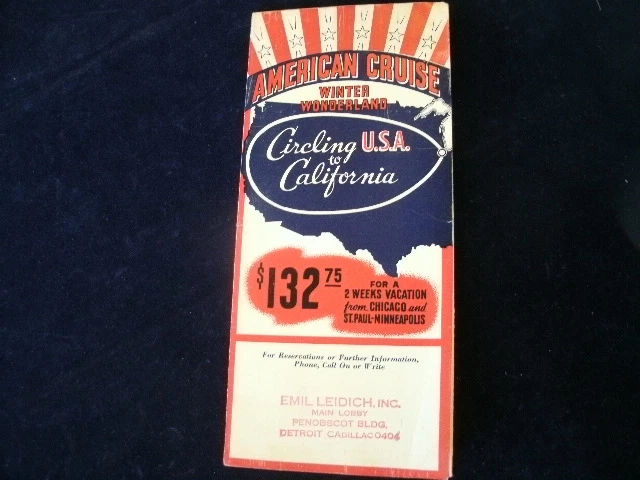 AMERICAN CRUISE
WINTER
WONDERLAND
Circling U.S.A.
to
California
$132 75
FOR A
2 WEEKS VACATION
from CHICAGO and
ST. PAUL-MINNEAPOLIS
For Reservations or Further Information,
Phone, Call On or Write
EMIL LEIDICH, INC.
MAIN LOBBY
PENOBSCOT BLDG.
DETROIT CADILLAC 0404